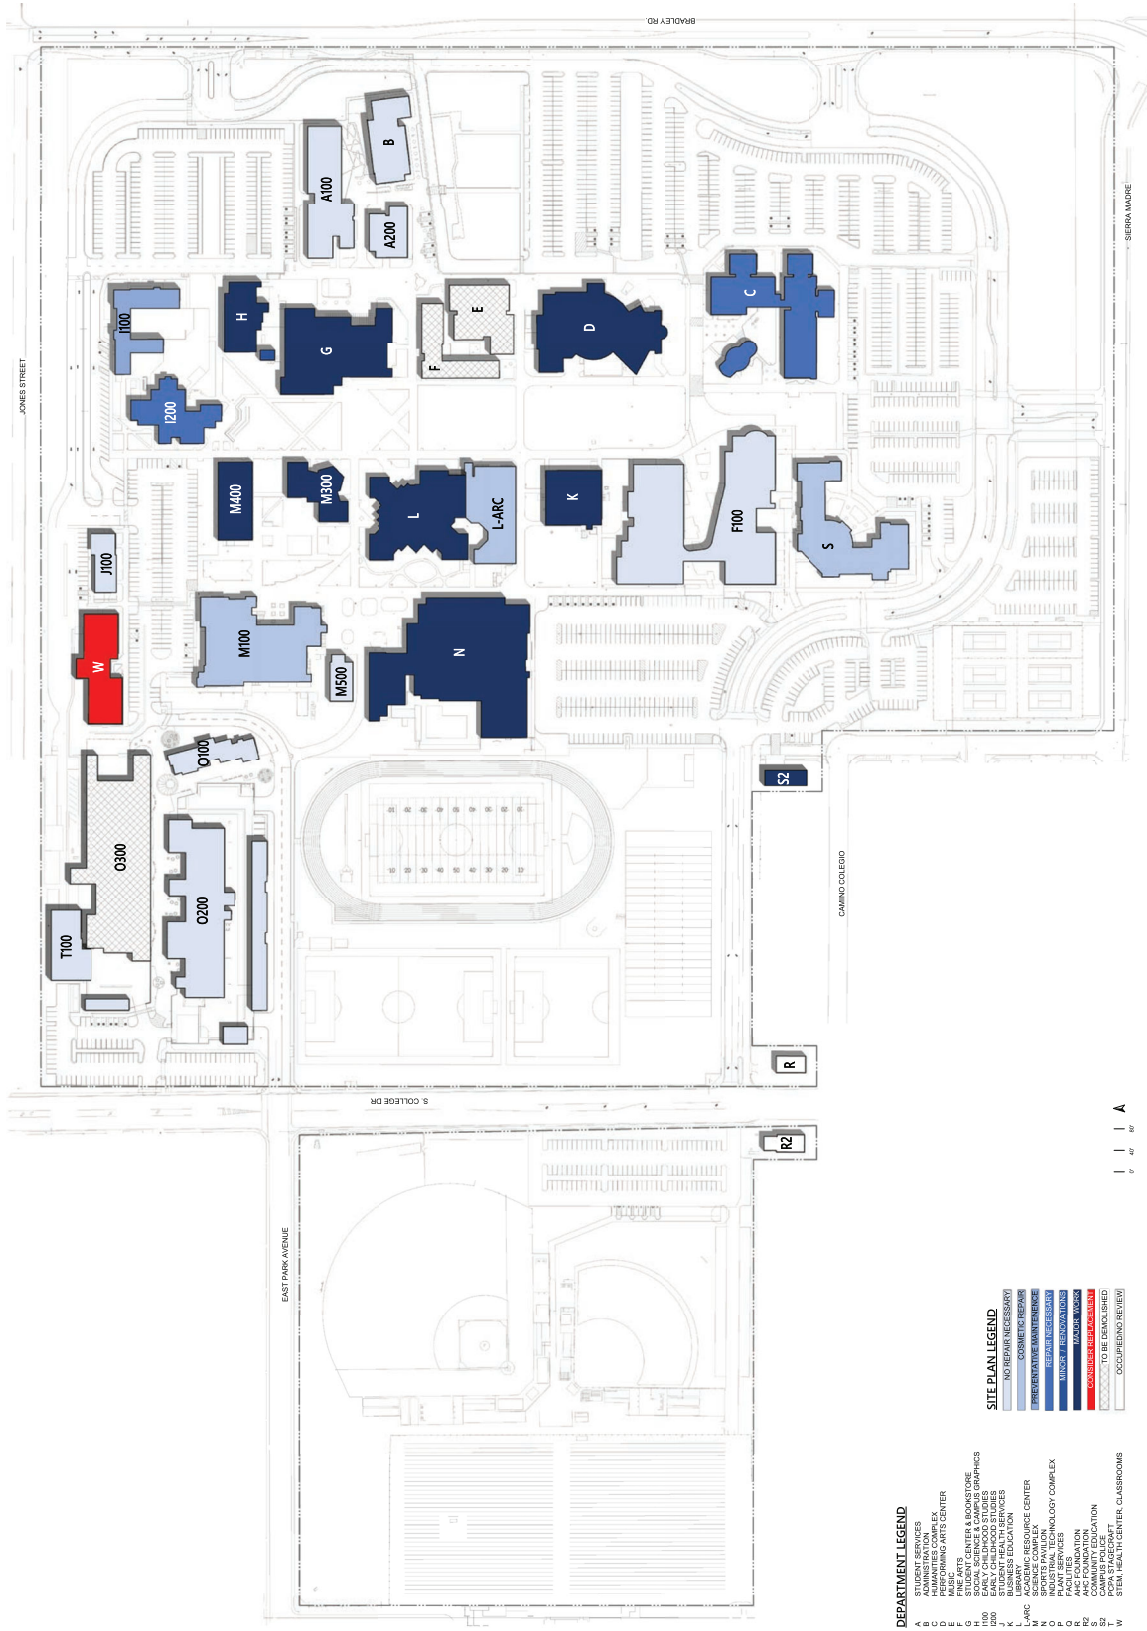 BRADLEY RD.
JONES STREET
SIERRA MADRE
B
A100
A200
I100
H
G
E
F
D
C
I200
M400
M300
L
L-ARC
K
F100
S
J100
W
M100
M500
N
O100
S2
O300
O200
T100
CAMINO COLEGIO
R
S. COLLEGE DR
R2
EAST PARK AVENUE
0' 40' 80'
SITE PLAN LEGEND
NO REPAIR NECESSARY
COSMETIC REPAIR
PREVENTATIVE MAINTENENCE
REPAIR NECESSARY
MINOR / RENOVATIONS
MAJOR WORK
CONSIDER REPLACEMENT
TO BE DEMOLISHED
OCCUPIED/NO REVIEW
DEPARTMENT LEGEND
A STUDENT SERVICES
B ADMINISTRATION
C HUMANITIES COMPLEX
D PERFORMING ARTS CENTER
E MUSIC
F FINE ARTS
G STUDENT CENTER & BOOKSTORE
H SOCIAL SCIENCE & CAMPUS GRAPHICS
I100 EARLY CHILDHOOD STUDIES
I200 EARLY CHILDHOOD STUDIES
J STUDENT HEALTH SERVICES
K BUSINESS EDUCATION
L LIBRARY
L-ARC ACADEMIC RESOURCE CENTER
M SCIENCE COMPLEX
N SPORTS PAVILION
O INDUSTRIAL TECHNOLOGY COMPLEX
P PLANT SERVICES
Q FACILITIES
R AHC FOUNDATION
R2 AHC FOUNDATION
S COMMUNITY EDUCATION
S2 CAMPUS POLICE
T PCPA STAGECRAFT
W STEM, HEALTH CENTER, CLASSROOMS